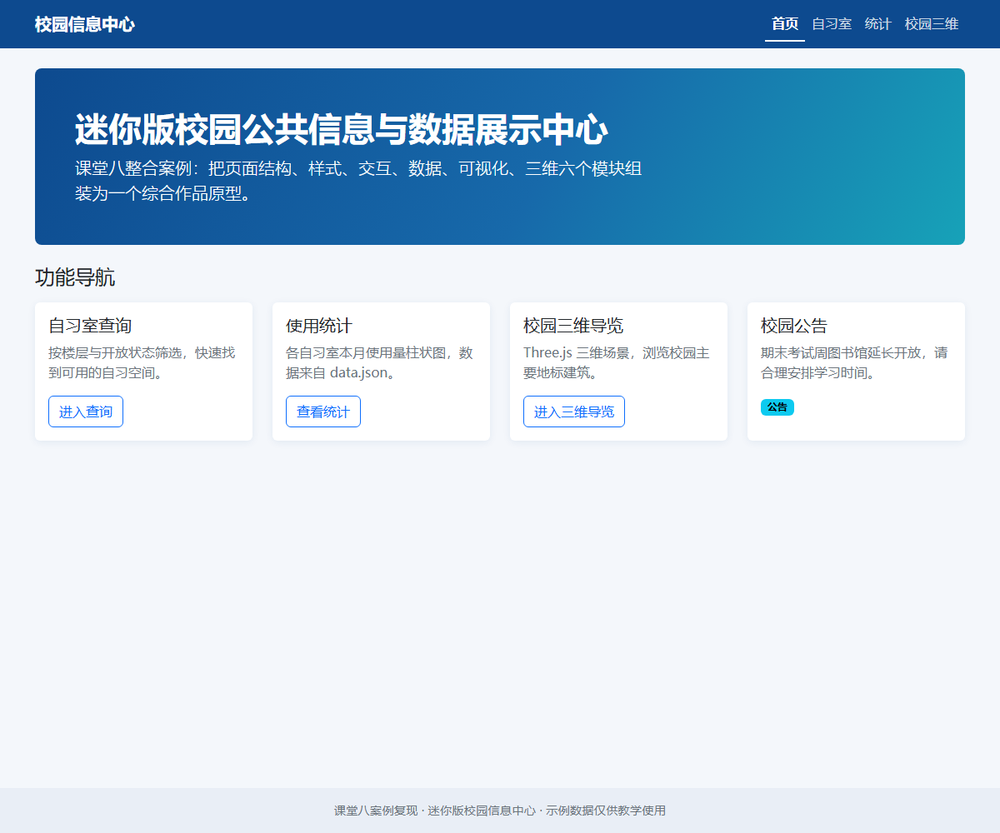 校园信息中心
首页 自习室 统计 校园三维
迷你版校园公共信息与数据展示中心
课堂八整合案例：把页面结构、样式、交互、数据、可视化、三维六个模块组
装为一个综合作品原型。
功能导航
自习室查询
按楼层与开放状态筛选，快速找
到可用的自习空间。
进入查询
使用统计
各自习室本月使用量柱状图，数
据来自 data.json。
查看统计
校园三维导览
Three.js 三维场景，浏览校园主
要地标建筑。
进入三维导览
校园公告
期末考试周图书馆延长开放，请
合理安排学习时间。
公告
课堂八案例复现 · 迷你版校园信息中心 · 示例数据仅供教学使用